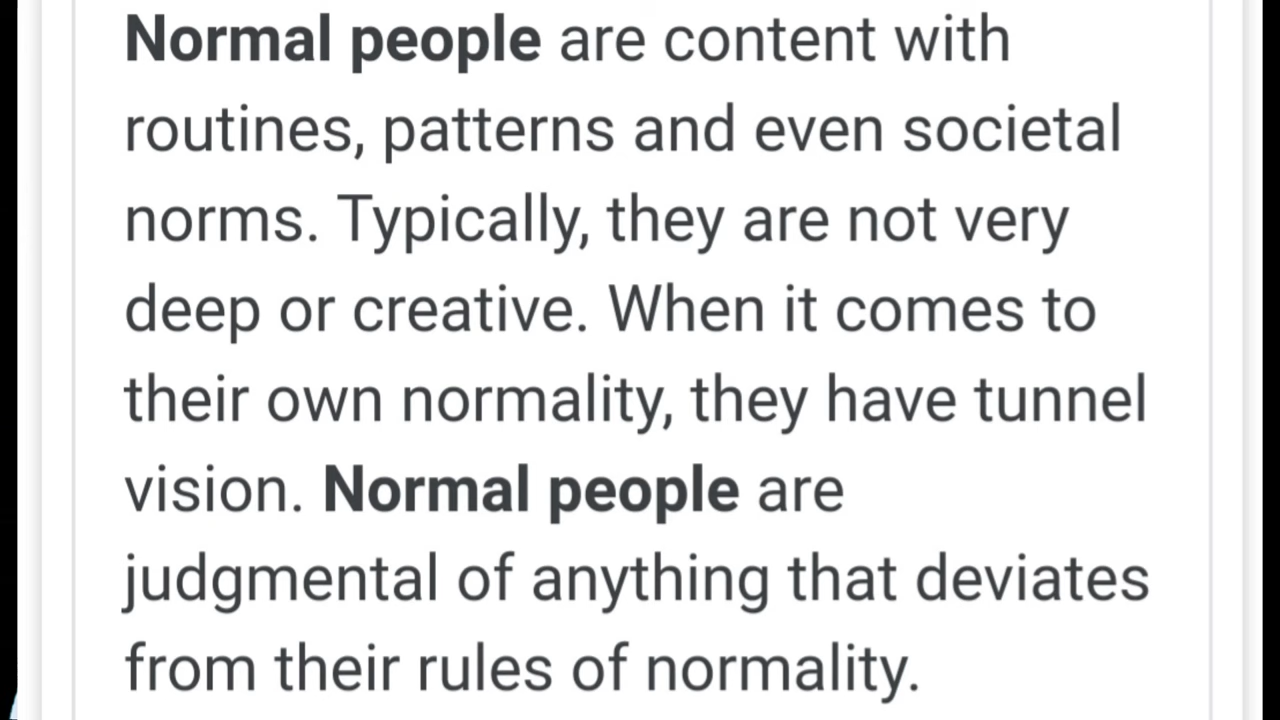 Normal people are content with
routines, patterns and even societal
norms. Typically, they are not very
deep or creative. When it comes to
their own normality, they have tunnel
vision. Normal people are
judgmental of anything that deviates
from their rules of normality.